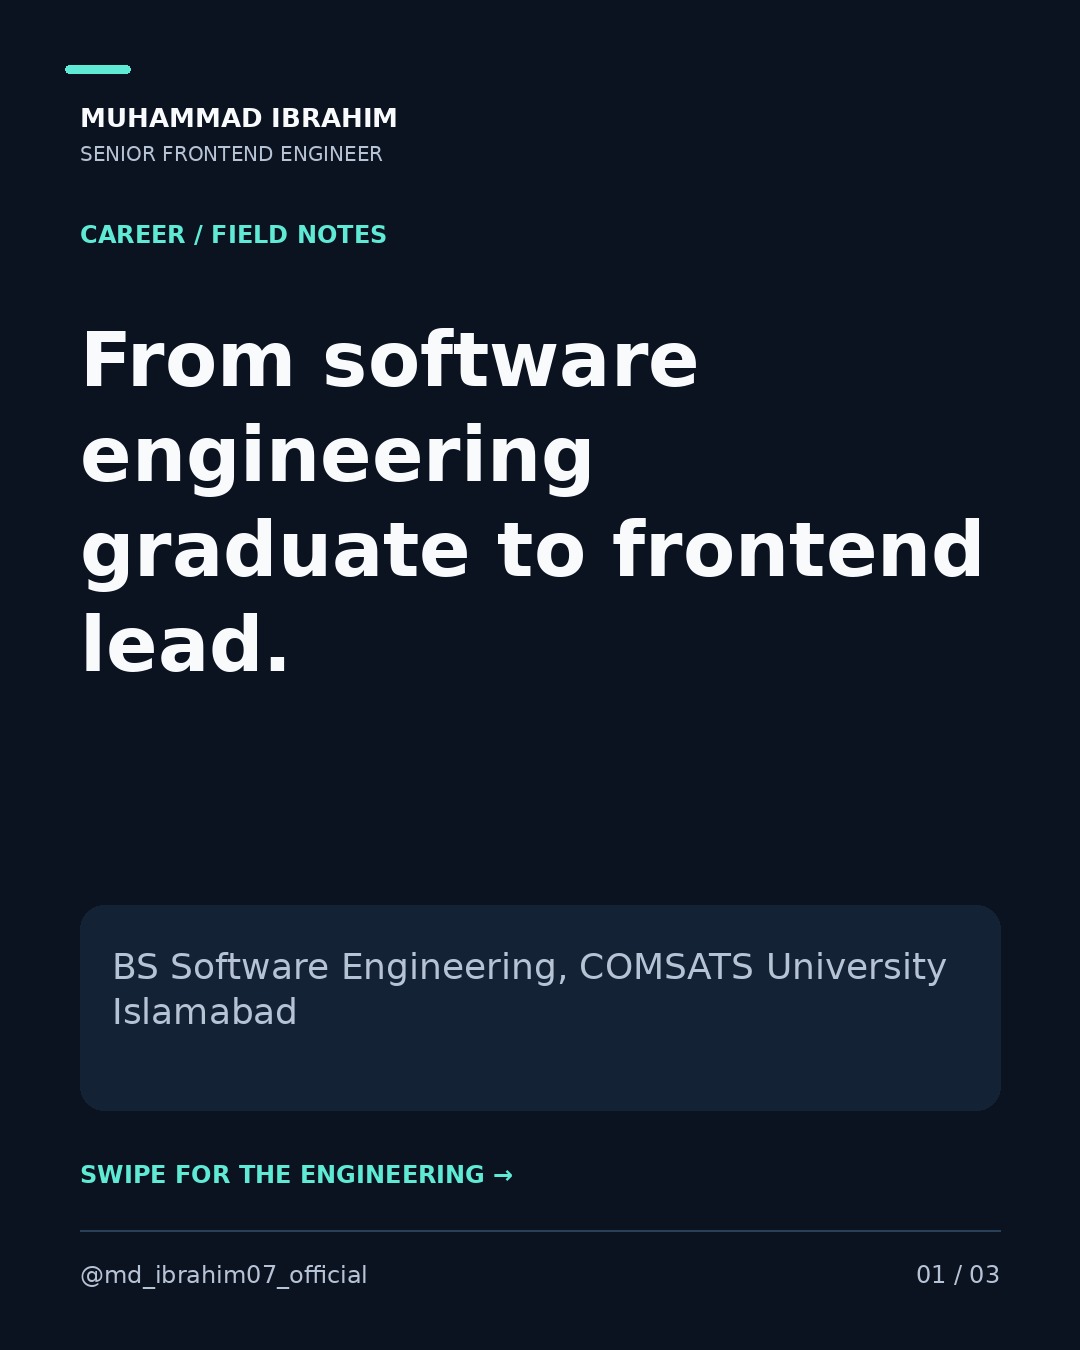 MUHAMMAD IBRAHIM
SENIOR FRONTEND ENGINEER
CAREER / FIELD NOTES
From software
engineering
graduate to frontend
lead.
BS Software Engineering, COMSATS University
Islamabad
SWIPE FOR THE ENGINEERING →
@md_ibrahim07_official
01 / 03